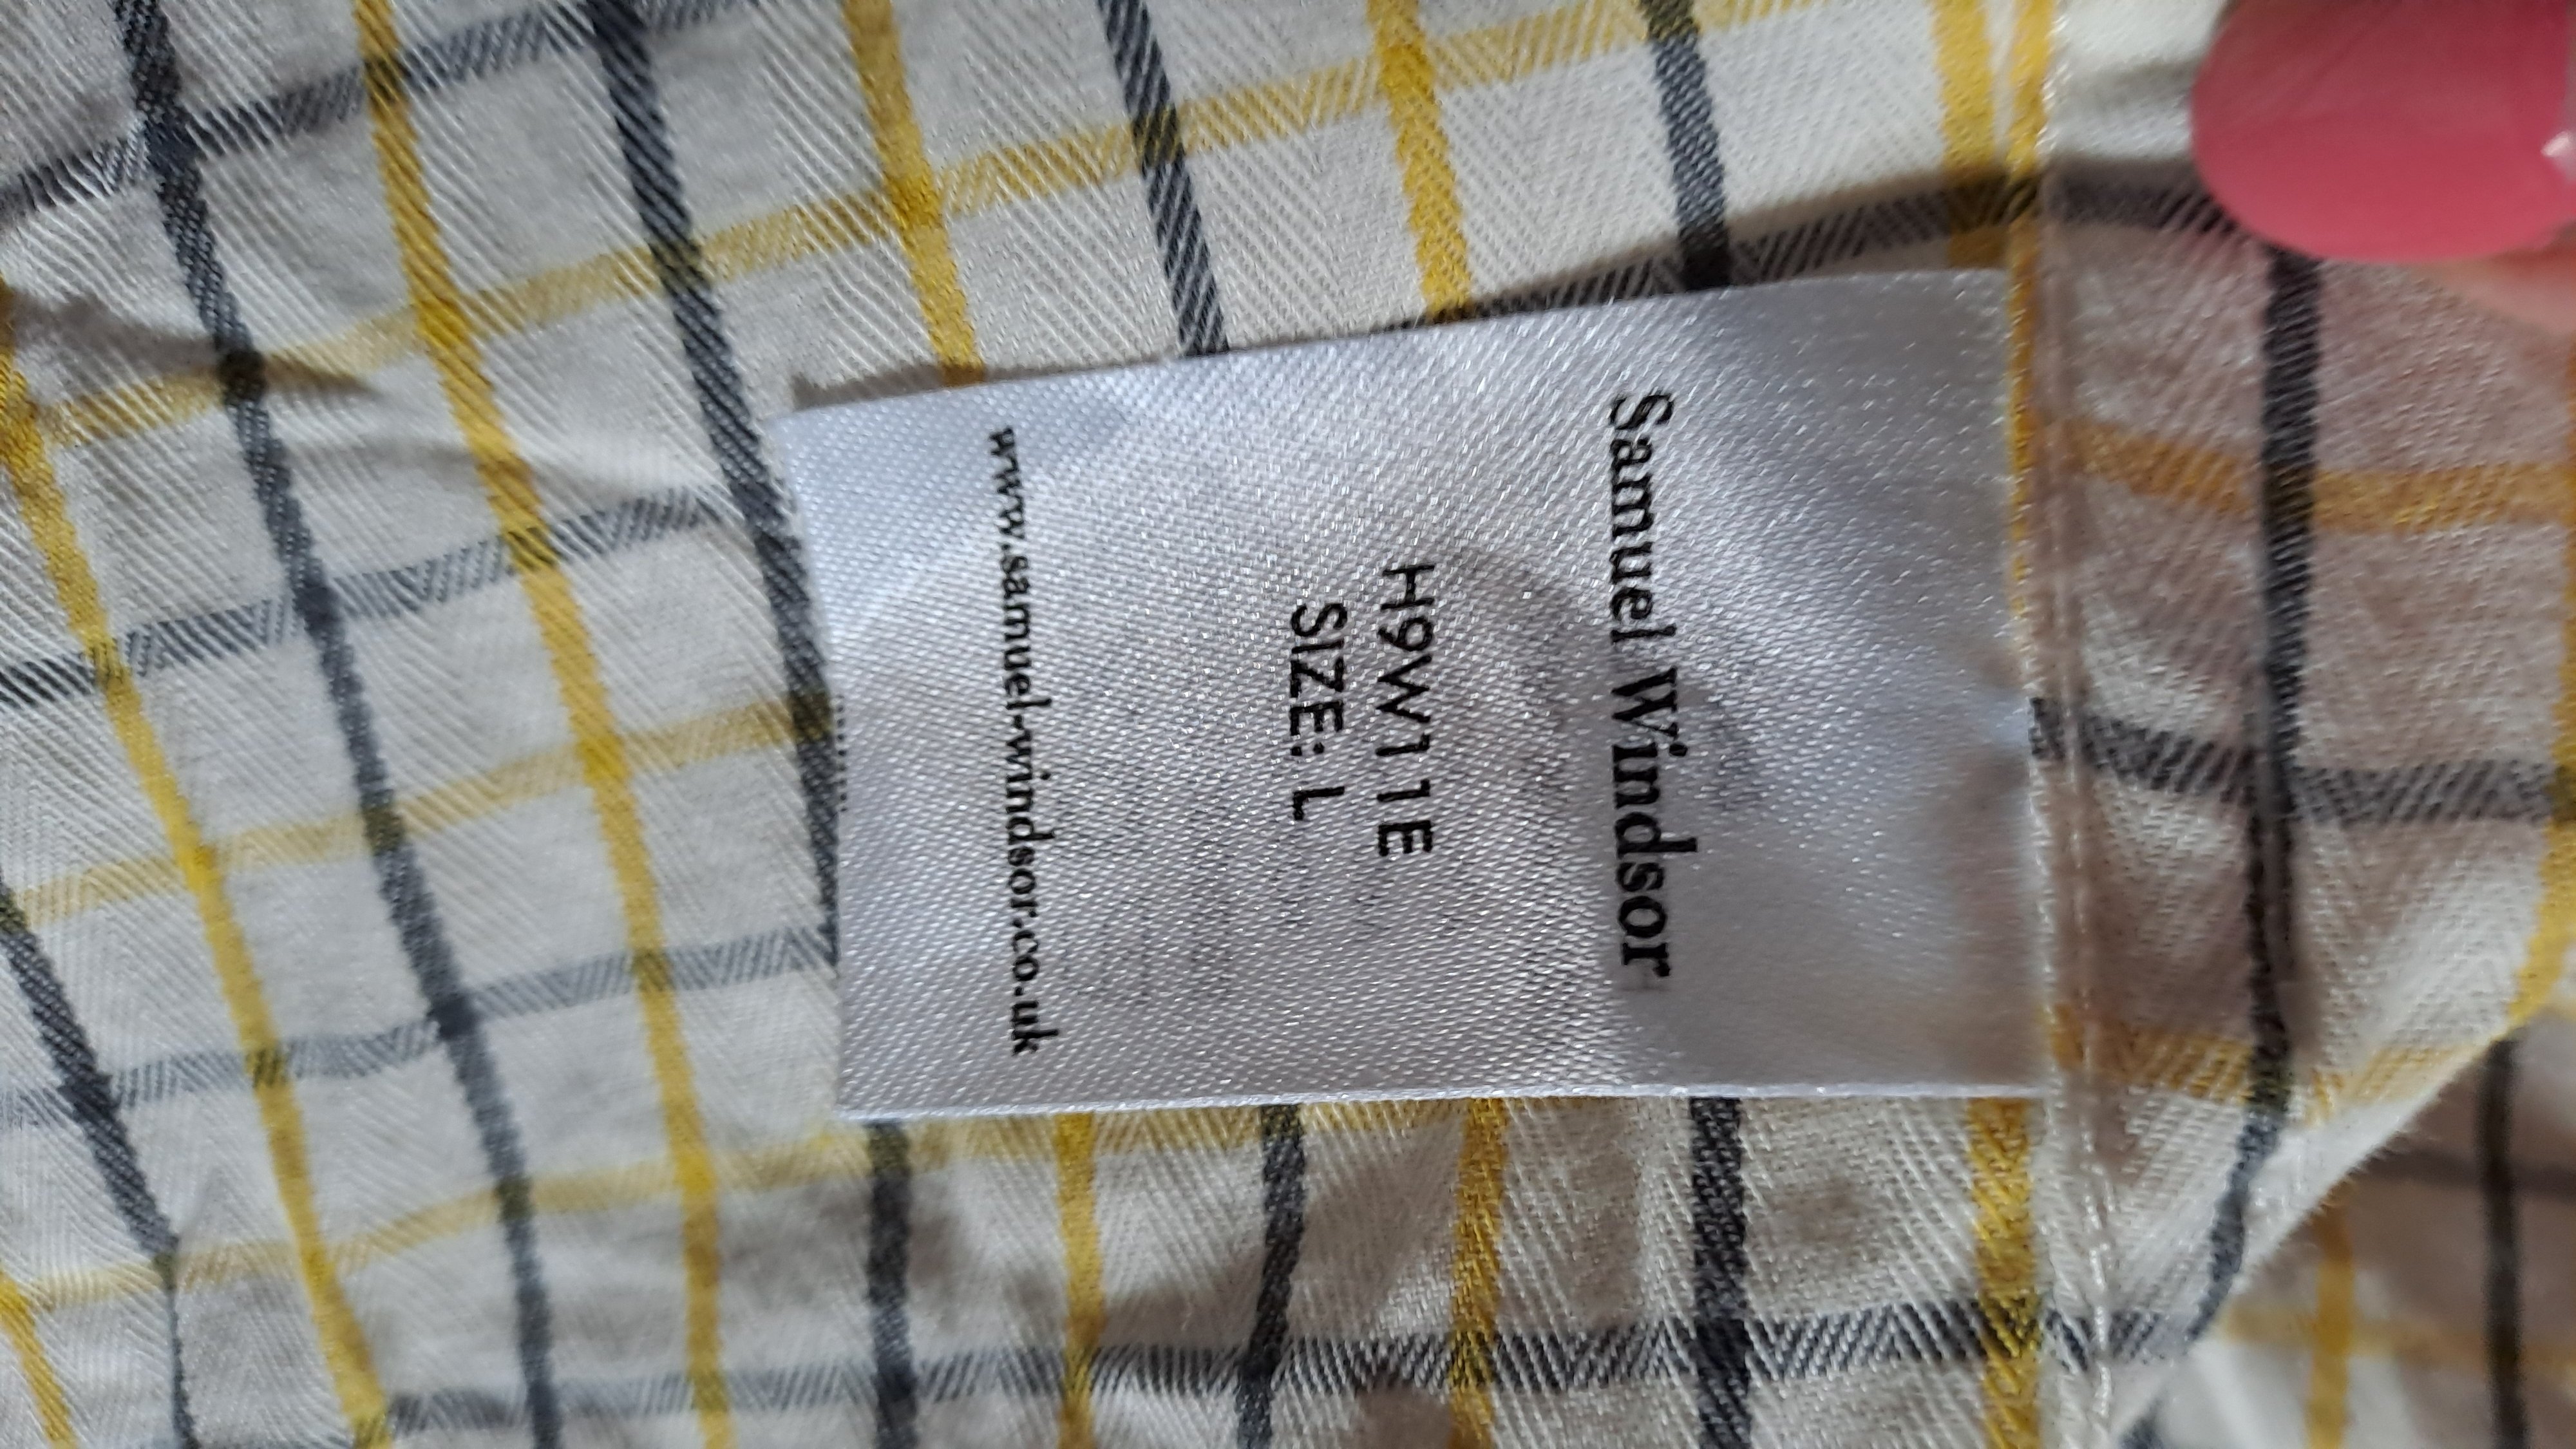 Samuel Windsor
H9W11E
SIZE: L
www.samuel-windsor.co.uk